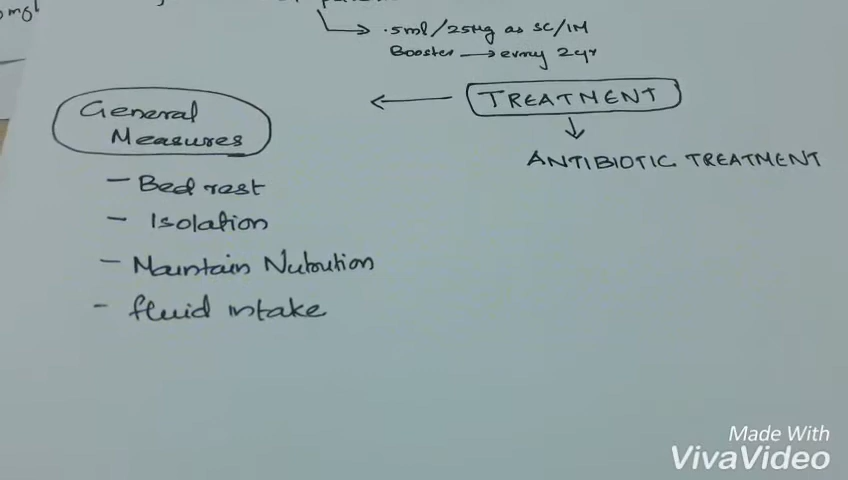 mgl
.5ml/25µg as SC/IM
Booster → every 2yr
TREATMENT
General
Measures
ANTIBIOTIC TREATMENT
- Bed rest
- Isolation
- Maintain Nutrition
- fluid intake
Made With
VivaVideo